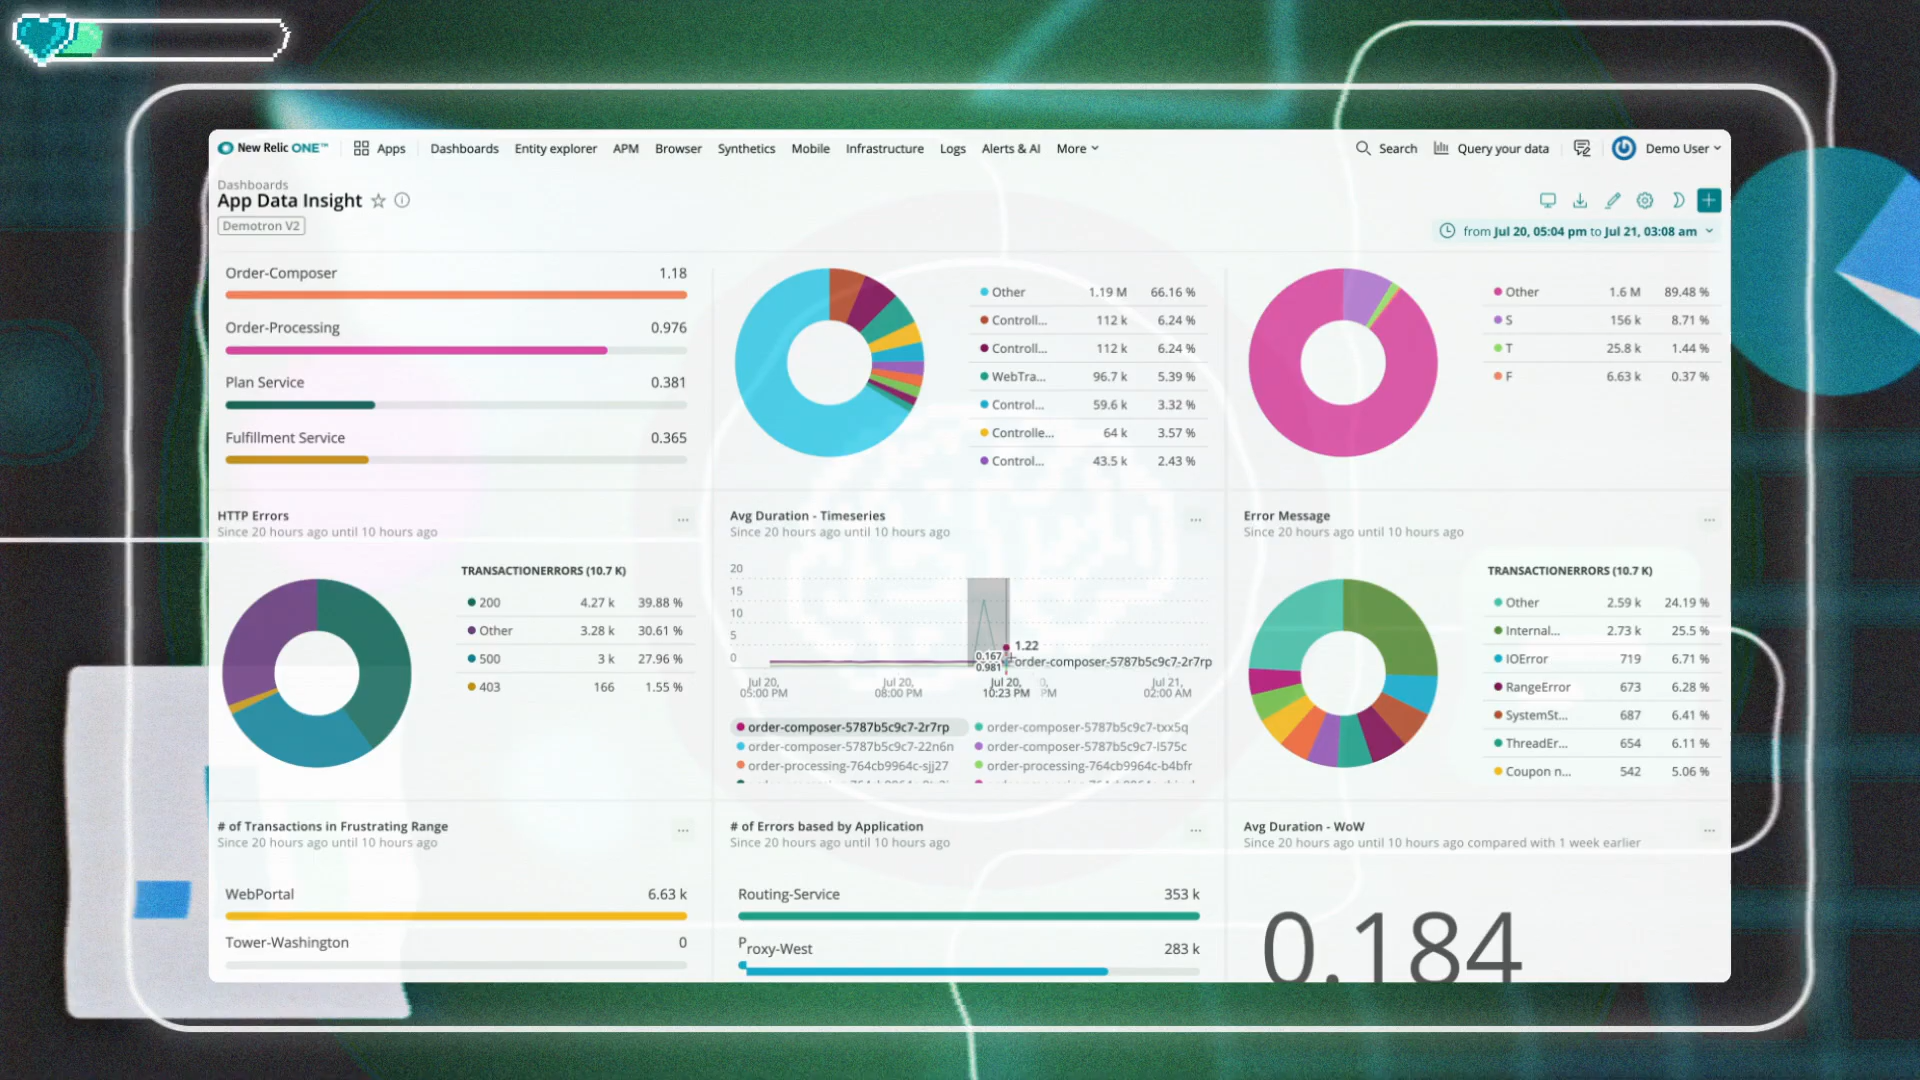 New Relic ONE™
Apps
Dashboards
Entity explorer
APM
Browser
Synthetics
Mobile
Infrastructure
Logs
Alerts & AI
More
Search
Query your data
Demo User
Dashboards
App Data Insight
Demotron V2
from Jul 20, 05:04 pm to Jul 21, 03:08 am
Order-Composer 1.18
Order-Processing 0.976
Plan Service 0.381
Fulfillment Service 0.365
Other 1.19 M 66.16 %
Controll... 112 k 6.24 %
Controll... 112 k 6.24 %
WebTra... 96.7 k 5.39 %
Control... 59.6 k 3.32 %
Controlle... 64 k 3.57 %
Control... 43.5 k 2.43 %
Other 1.6 M 89.48 %
S 156 k 8.71 %
T 25.8 k 1.44 %
F 6.63 k 0.37 %
HTTP Errors
Since 20 hours ago until 10 hours ago
TRANSACTIONERRORS (10.7 K)
200 4.27 k 39.88 %
Other 3.28 k 30.61 %
500 3 k 27.96 %
403 166 1.55 %
Avg Duration - Timeseries
Since 20 hours ago until 10 hours ago
20
15
10
5
0
1.22
0.167
0.981
order-composer-5787b5c9c7-2r7rp
Jul 20,
05:00 PM
Jul 20,
08:00 PM
Jul 20,
10:23 PM
PM
Jul 21,
02:00 AM
order-composer-5787b5c9c7-2r7rp
order-composer-5787b5c9c7-txx5q
order-composer-5787b5c9c7-22n6n
order-composer-5787b5c9c7-l575c
order-processing-764cb9964c-sjj27
order-processing-764cb9964c-b4bfr
Error Message
Since 20 hours ago until 10 hours ago
TRANSACTIONERRORS (10.7 K)
Other 2.59 k 24.19 %
Internal... 2.73 k 25.5 %
IOError 719 6.71 %
RangeError 673 6.28 %
SystemSt... 687 6.41 %
ThreadEr... 654 6.11 %
Coupon n... 542 5.06 %
# of Transactions in Frustrating Range
Since 20 hours ago until 10 hours ago
WebPortal 6.63 k
Tower-Washington 0
# of Errors based by Application
Since 20 hours ago until 10 hours ago
Routing-Service 353 k
Proxy-West 283 k
Avg Duration - WoW
Since 20 hours ago until 10 hours ago compared with 1 week earlier
0.184